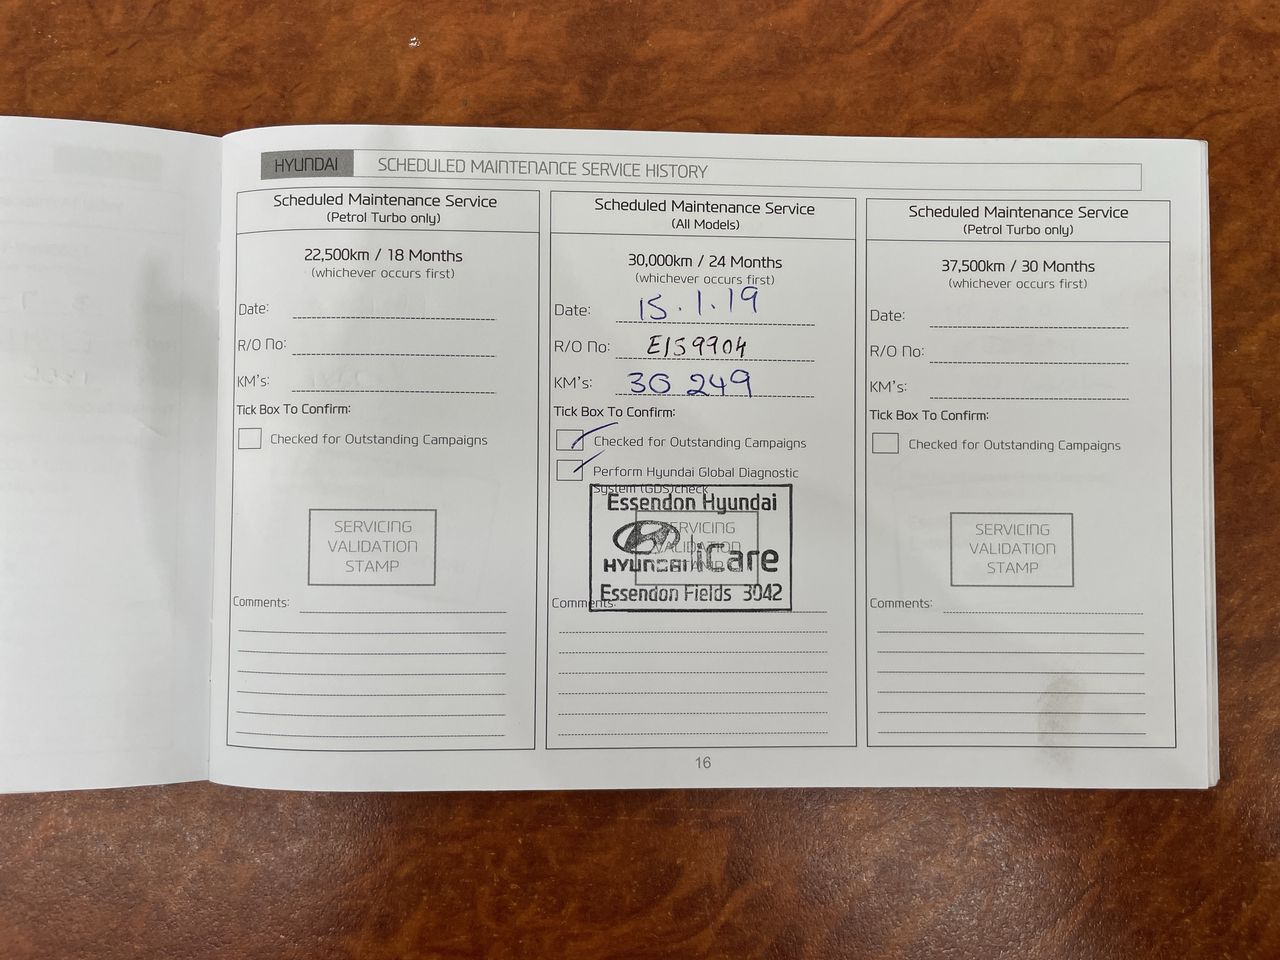 HYUNDAI SCHEDULED MAINTENANCE SERVICE HISTORY
Scheduled Maintenance Service
(Petrol Turbo only)
22,500km / 18 Months
(whichever occurs first)
Date:
R/O No:
KM's:
Tick Box To Confirm:
Checked for Outstanding Campaigns
SERVICING
VALIDATION
STAMP
Comments:
Scheduled Maintenance Service
(All Models)
30,000km / 24 Months
(whichever occurs first)
Date: 15.1.19
R/O No: E159904
KM's: 30 249
Tick Box To Confirm:
Checked for Outstanding Campaigns
Perform Hyundai Global Diagnostic
System (GDS)check
Essendon Hyundai
SERVICING
VALIDATION
STAMP
HYUNDAI iCare
Essendon Fields 3042
Comments:
Scheduled Maintenance Service
(Petrol Turbo only)
37,500km / 30 Months
(whichever occurs first)
Date:
R/O No:
KM's:
Tick Box To Confirm:
Checked for Outstanding Campaigns
SERVICING
VALIDATION
STAMP
Comments:
16